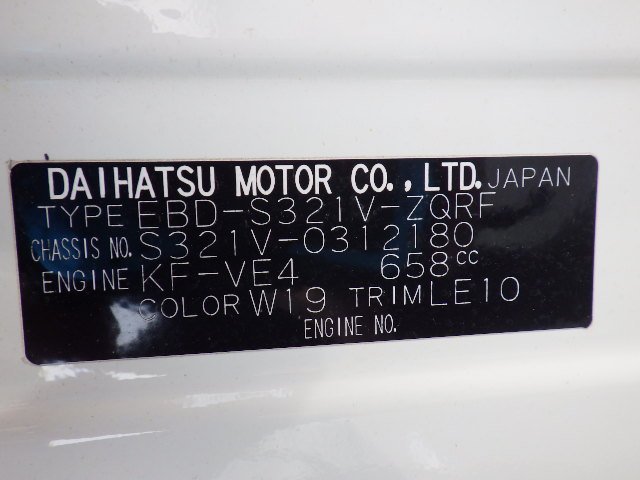 DAIHATSU MOTOR CO.,LTD. JAPAN
TYPE EBD-S321V-ZQRF
CHASSIS NO. S321V-0312180
ENGINE KF-VE4 658cc
COLOR W19 TRIM LE10
ENGINE NO.